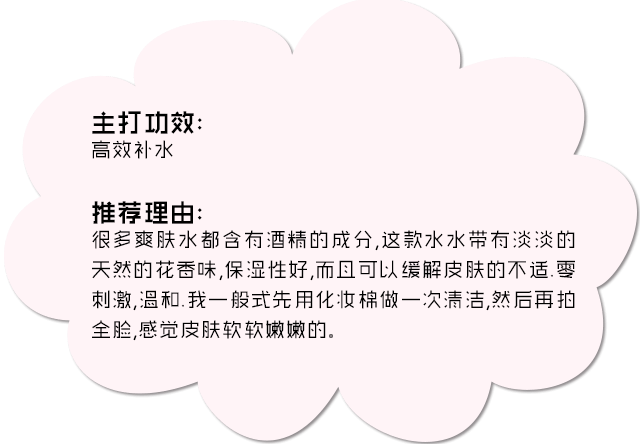 主打功效:
高效补水
推荐理由:
很多爽肤水都含有酒精的成分,这款水水带有淡淡的
天然的花香味,保湿性好,而且可以缓解皮肤的不适.零
刺激,温和.我一般式先用化妆棉做一次清洁,然后再拍
全脸,感觉皮肤软软嫩嫩的。